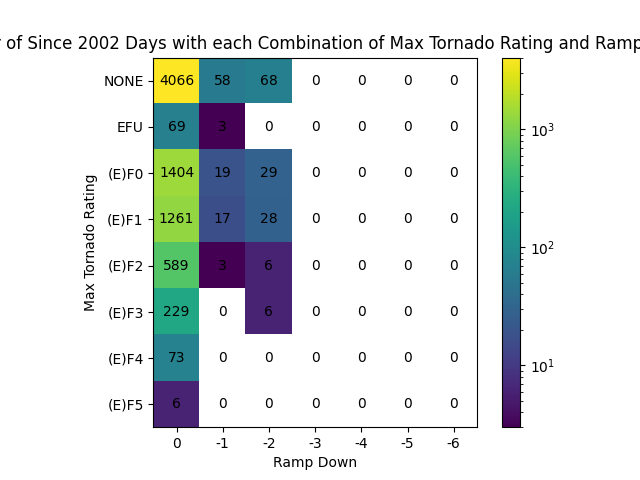 of Since 2002 Days with each Combination of Max Tornado Rating and Ramp
NONE 4066 58 68 0 0 0 0
EFU 69 3 0 0 0 0 0
(E)F0 1404 19 29 0 0 0 0
(E)F1 1261 17 28 0 0 0 0
(E)F2 589 3 6 0 0 0 0
(E)F3 229 0 6 0 0 0 0
(E)F4 73 0 0 0 0 0 0
(E)F5 6 0 0 0 0 0 0
0 -1 -2 -3 -4 -5 -6
Ramp Down
Max Tornado Rating
10³
10²
10¹